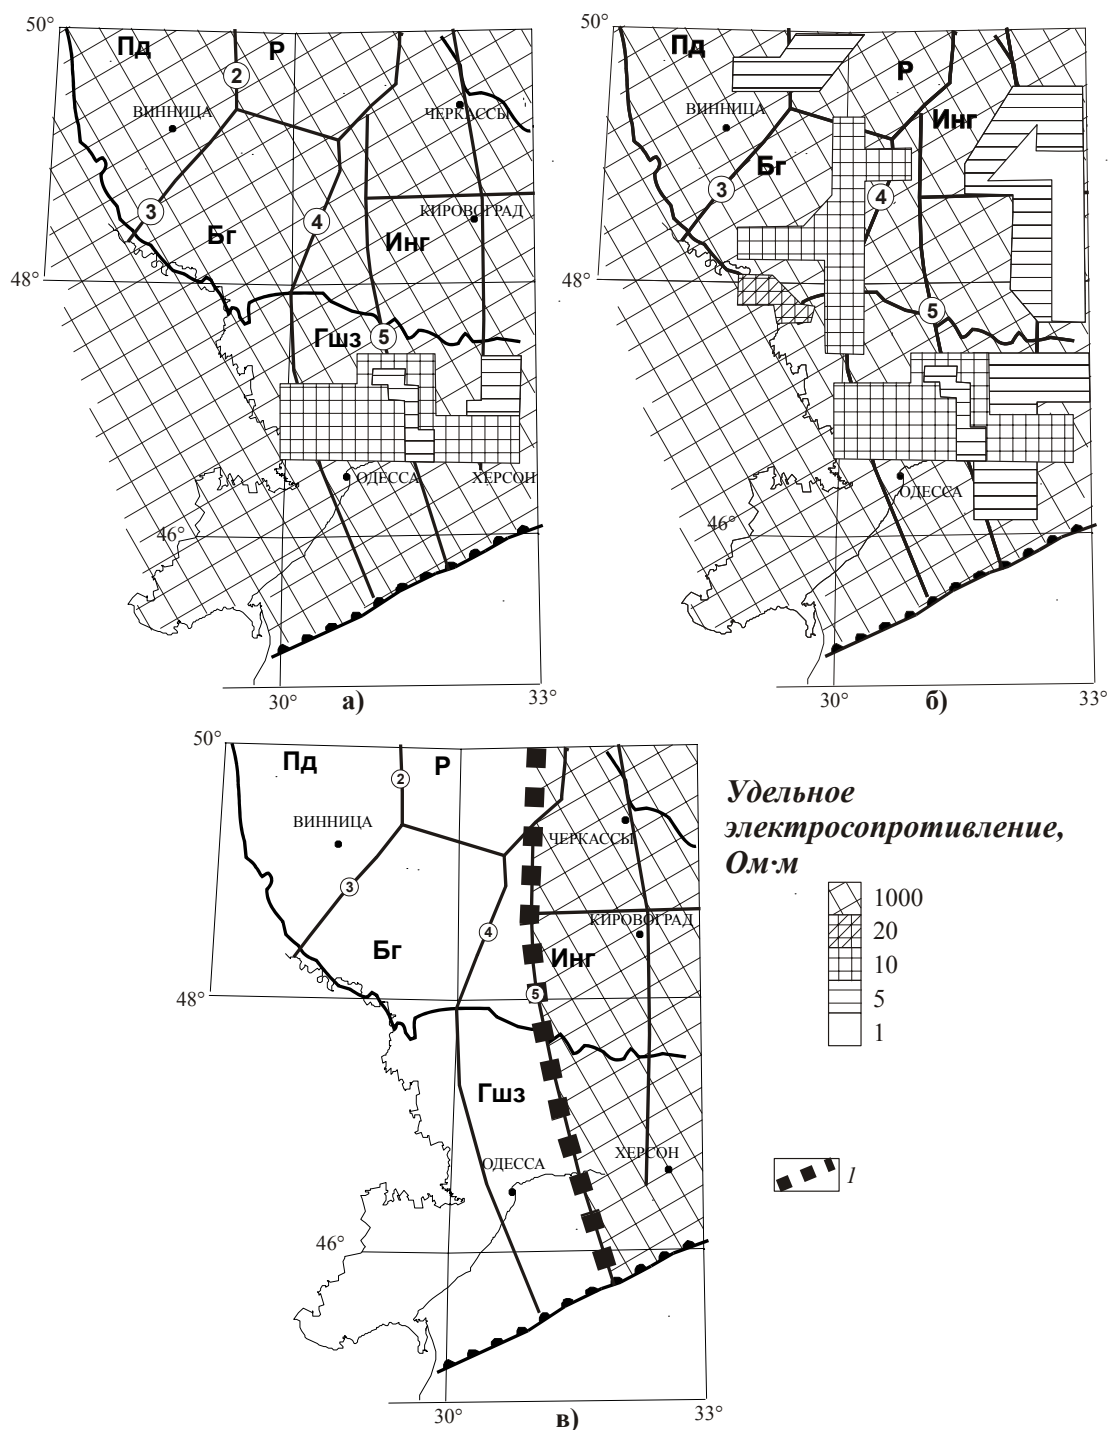 50°
Пд
Р
2
ВИННИЦА
ЧЕРКАССЫ
3
4
КИРОВОГРАД
Бг
Инг
48°
Гшз
5
ОДЕССА
ХЕРСОН
46°
30°
33°
а)
50°
Пд
Р
ВИННИЦА
Инг
Бг
3
4
48°
5
ОДЕССА
46°
30°
33°
б)
50°
Пд
Р
2
ВИННИЦА
ЧЕРКАССЫ
3
4
КИРОВОГРАД
Бг
Инг
48°
5
Гшз
ХЕРСОН
ОДЕССА
46°
30°
33°
в)
Удельное
электросопротивление,
Ом·м
1000
20
10
5
1
1